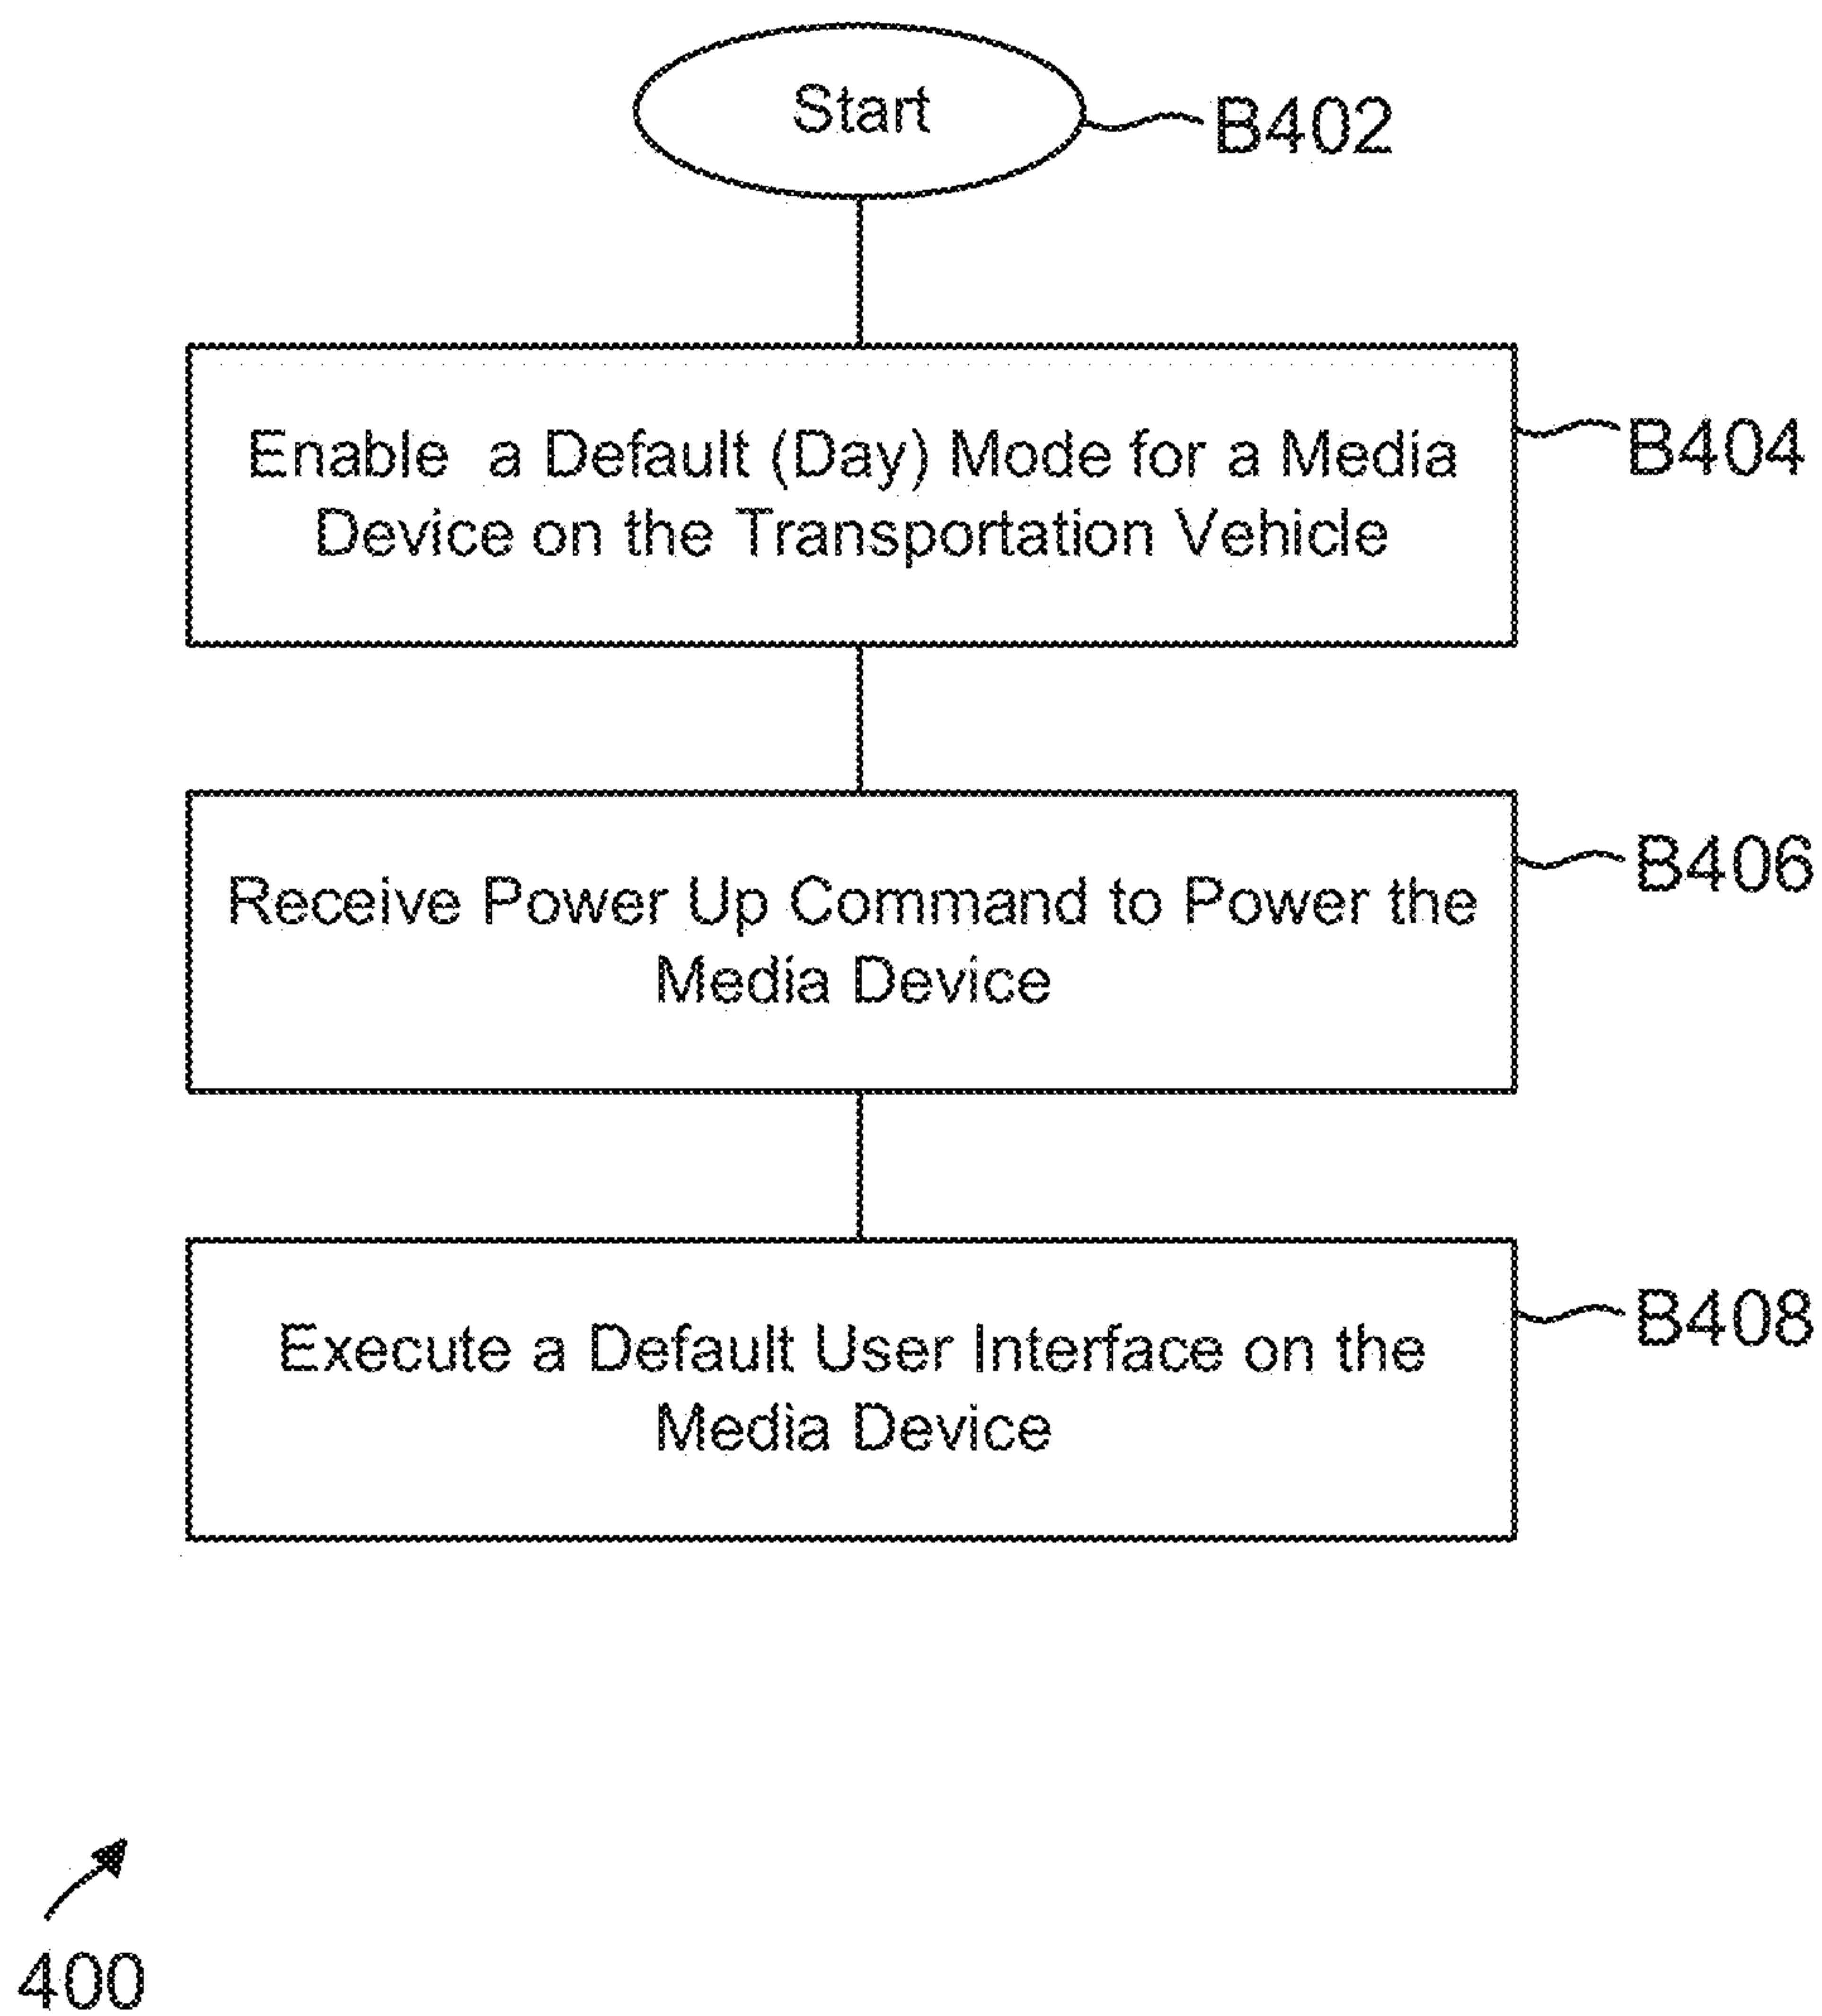 Start
B402
Enable a Default (Day) Mode for a Media
Device on the Transportation Vehicle
B404
Receive Power Up Command to Power the
Media Device
B406
Execute a Default User Interface on the
Media Device
B408
400